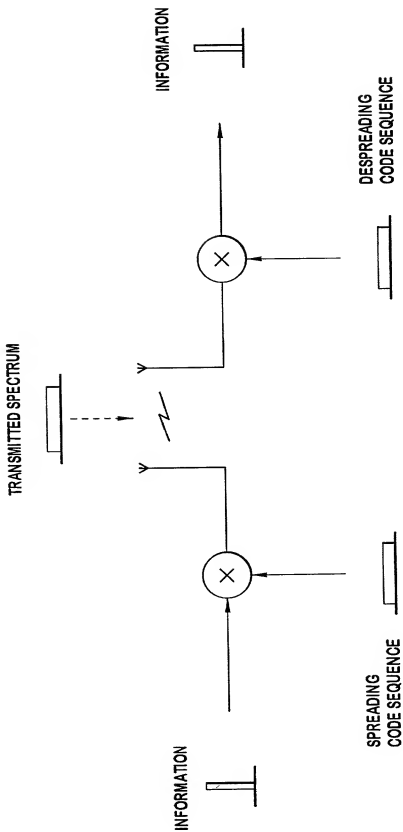 TRANSMITTED SPECTRUM
INFORMATION
INFORMATION
SPREADING
CODE SEQUENCE
DESPREADING
CODE SEQUENCE